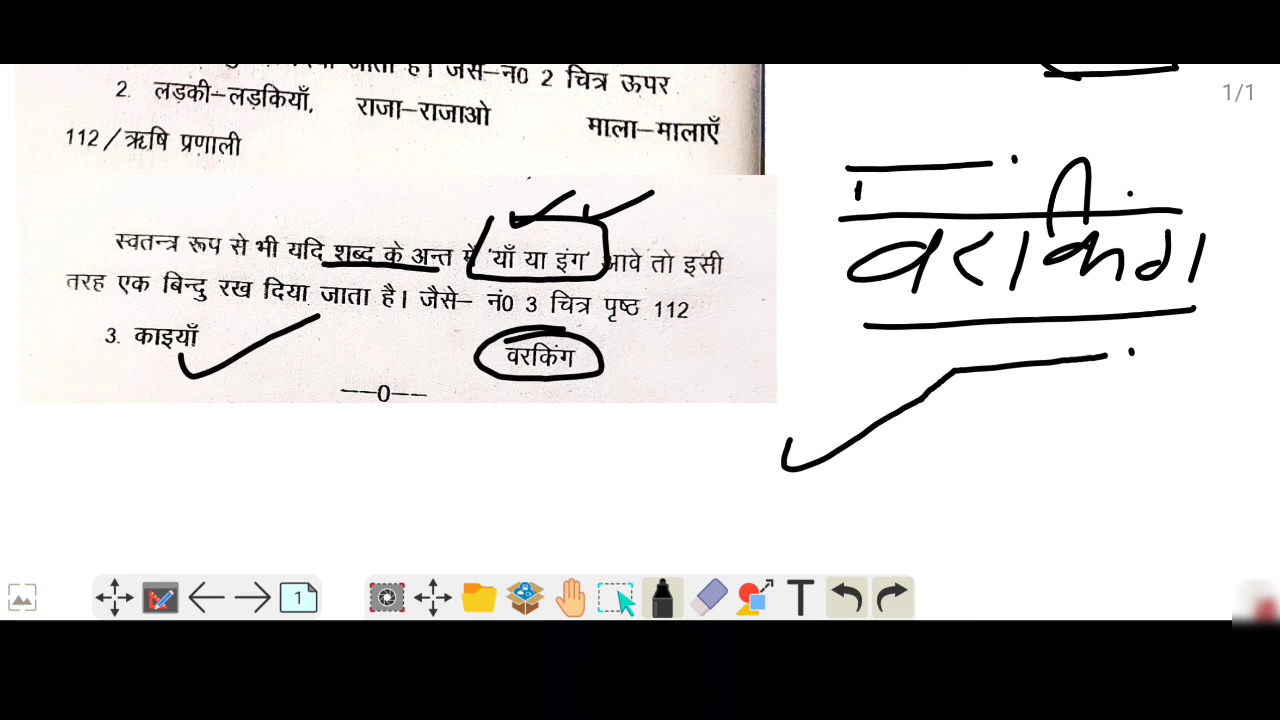 जाता है। जैसे–नं0 2 चित्र ऊपर
2. लड़की–लड़कियाँ, राजा–राजाओ माला–मालाएँ
112 / ऋषि प्रणाली
स्वतन्त्र रूप से भी यदि शब्द के अन्त में 'याँ या इंग' आवे तो इसी
तरह एक बिन्दु रख दिया जाता है। जैसे– नं0 3 चित्र पृष्ठ 112
3. काइयाँ वरकिंग
––0––
1/1
वरकिंग
1
T